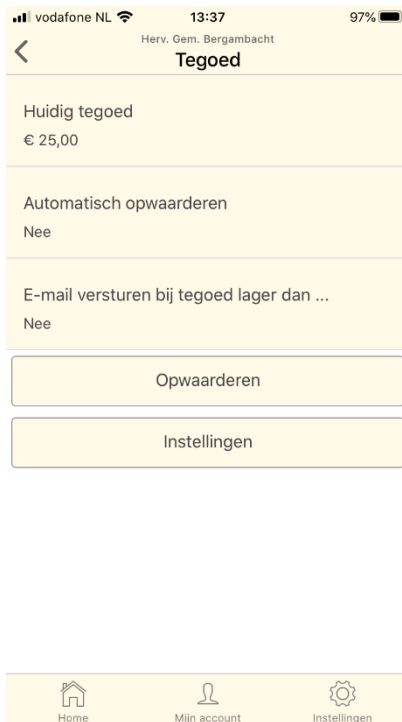 vodafone NL 13:37 97%
Herv. Gem. Bergambacht
Tegoed
Huidig tegoed
€ 25,00
Automatisch opwaarderen
Nee
E-mail versturen bij tegoed lager dan ...
Nee
Opwaarderen
Instellingen
Home Mijn account Instellingen